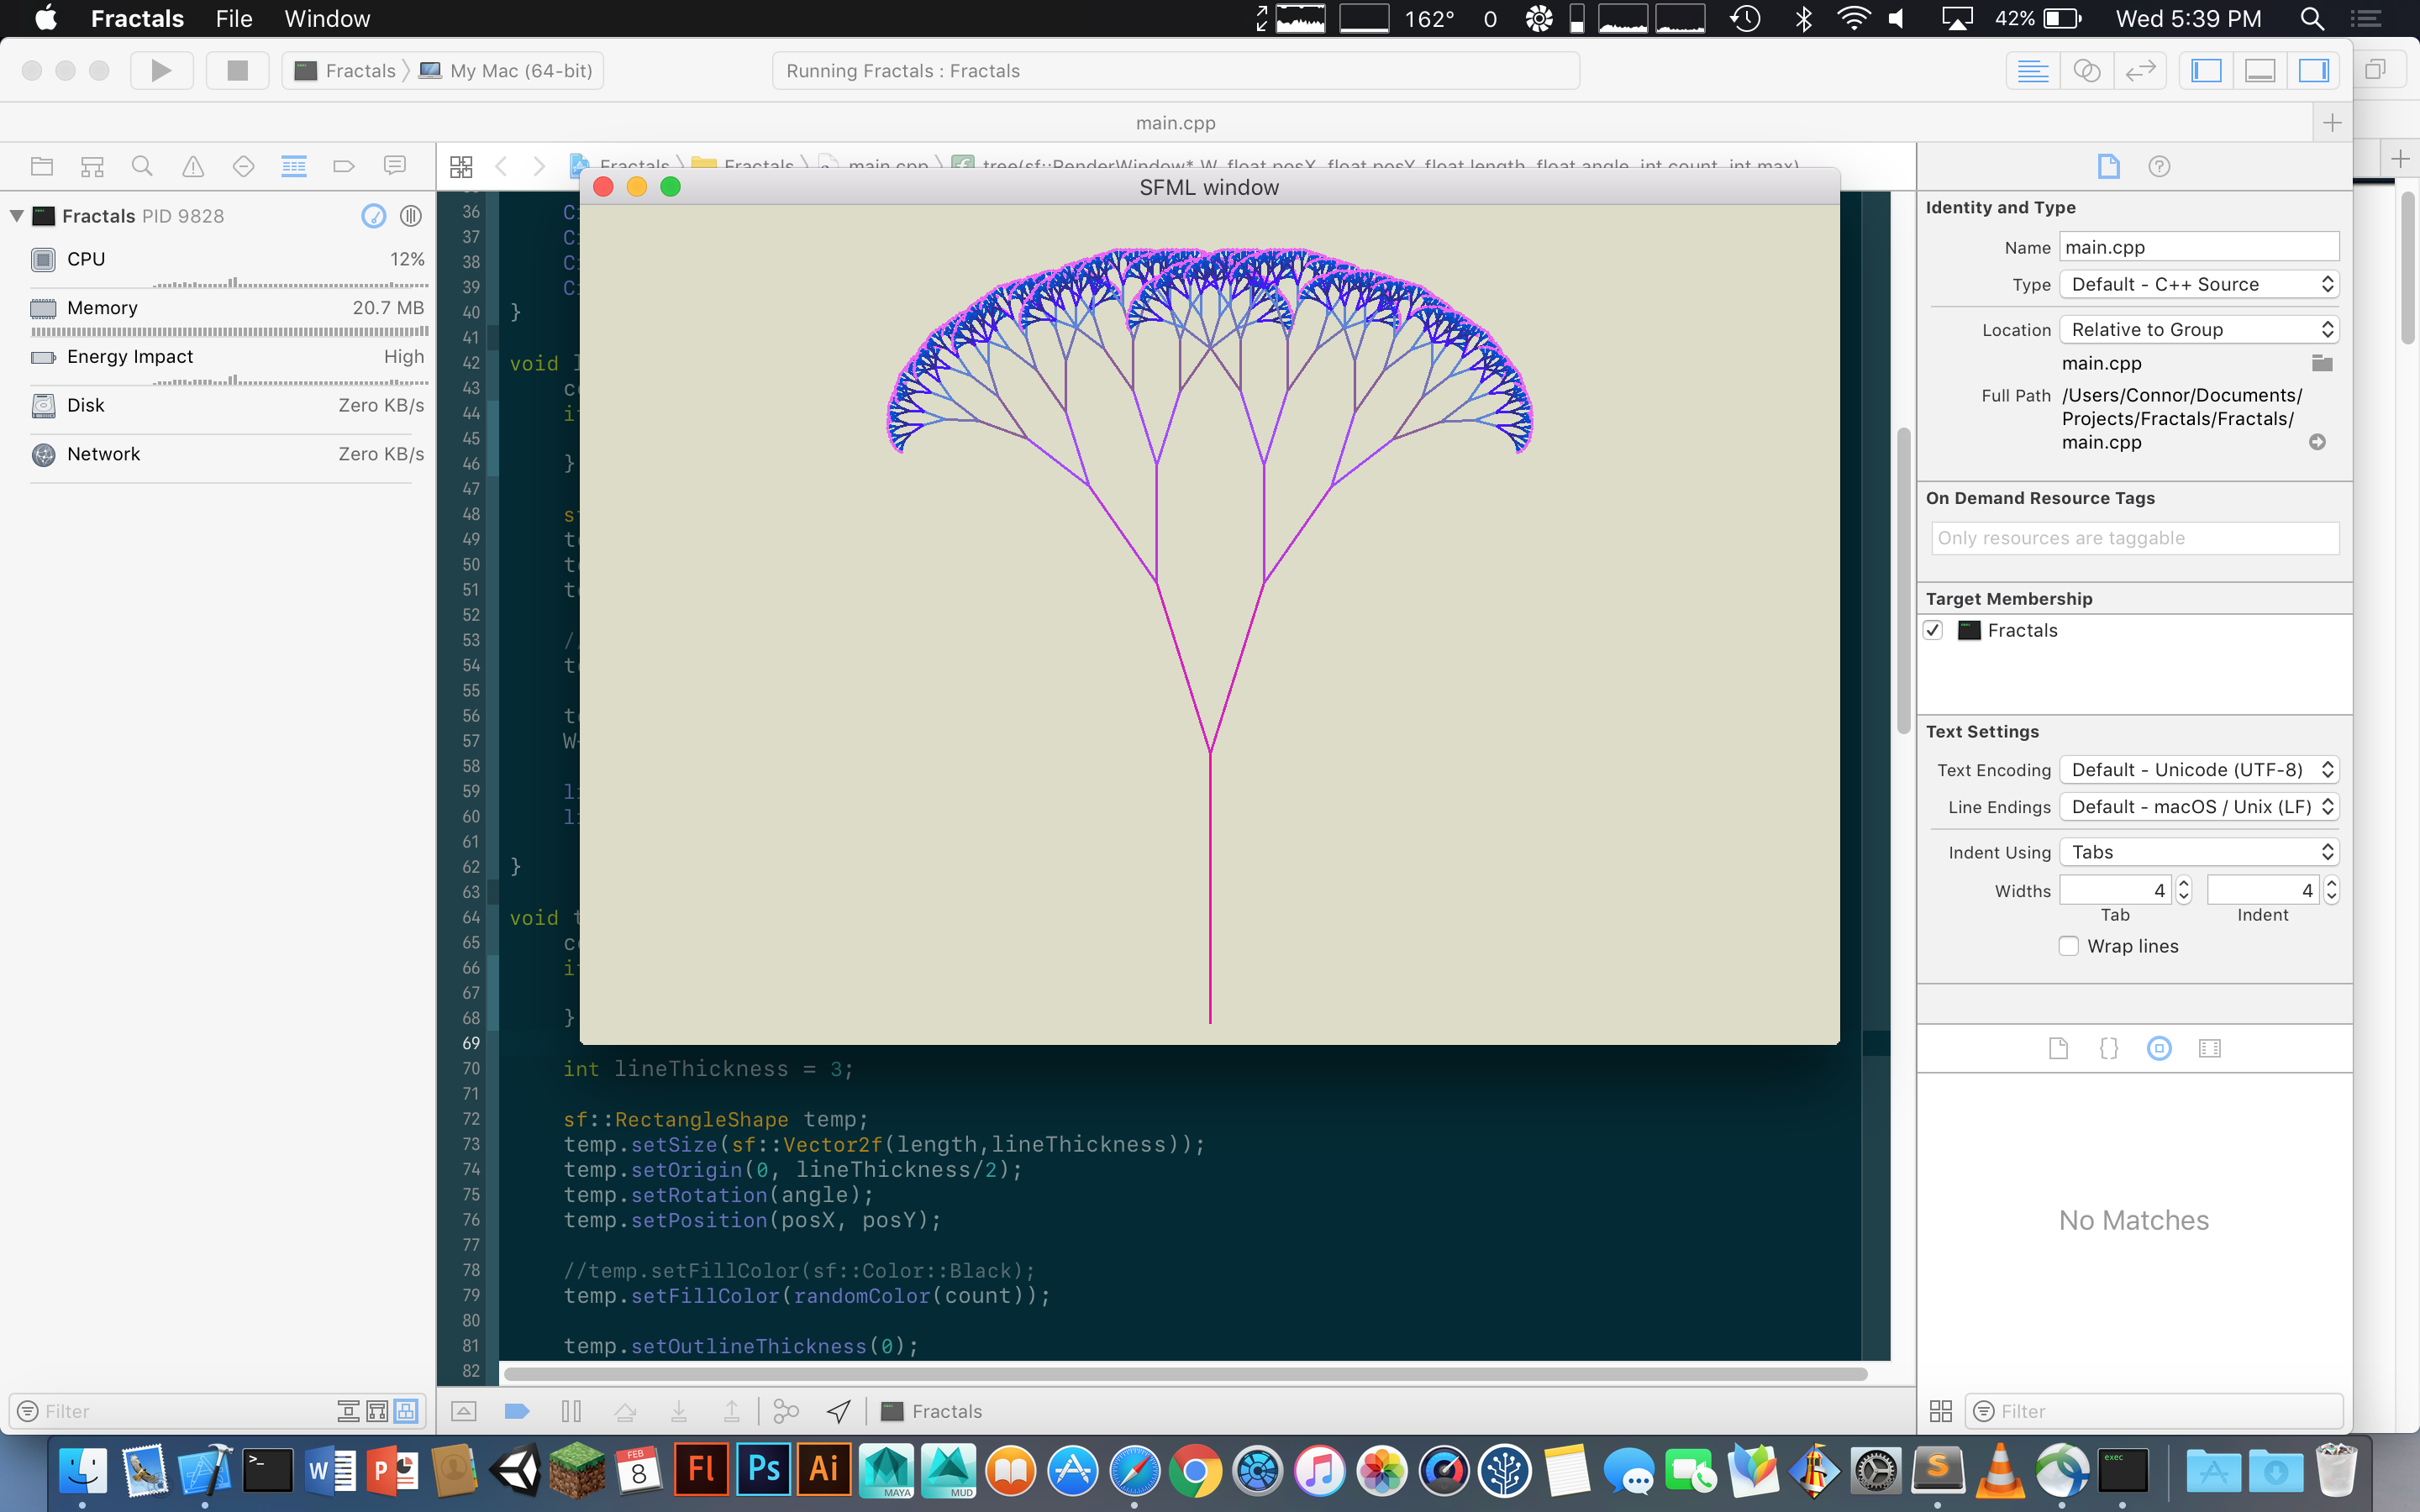 Fractals File Window 162° 0 42% Wed 5:39 PM
Fractals My Mac (64-bit) Running Fractals : Fractals
main.cpp
Fractals Fractals main.cpp tree(sf::RenderWindow* W, float posX, float posY, float length, float angle, int count, int max)
SFML window
Fractals PID 9828
CPU 12%
Memory 20.7 MB
Energy Impact High
Disk Zero KB/s
Network Zero KB/s
36
37
38
39
40 }
41
42 void
43
44
45
46 }
47
48
49
50
51
52
53 //
54
55
56
57
58
59
60
61
62 }
63
64 void
65
66
67
68 }
69
70 int lineThickness = 3;
71
72 sf::RectangleShape temp;
73 temp.setSize(sf::Vector2f(length,lineThickness));
74 temp.setOrigin(0, lineThickness/2);
75 temp.setRotation(angle);
76 temp.setPosition(posX, posY);
77
78 //temp.setFillColor(sf::Color::Black);
79 temp.setFillColor(randomColor(count));
80
81 temp.setOutlineThickness(0);
82
Identity and Type
Name main.cpp
Type Default - C++ Source
Location Relative to Group
main.cpp
Full Path /Users/Connor/Documents/
Projects/Fractals/Fractals/
main.cpp
On Demand Resource Tags
Only resources are taggable
Target Membership
Fractals
Text Settings
Text Encoding Default - Unicode (UTF-8)
Line Endings Default - macOS / Unix (LF)
Indent Using Tabs
Widths 4 4
Tab Indent
Wrap lines
{}
No Matches
Filter
Fractals
Filter
>_ W P FEB 8 Fl Ps Ai MAYA MUD S exec